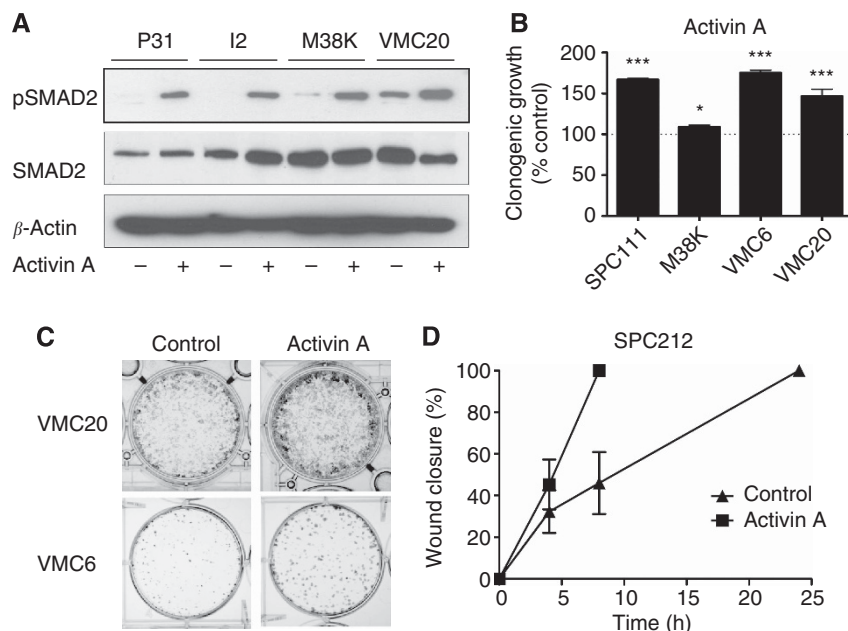 A
P31 I2 M38K VMC20
pSMAD2
SMAD2
β-Actin
Activin A − + − + − + − +
B
Activin A
Clonogenic growth
(% control)
200
150
100
50
0
***
*
***
***
SPC111
M38K
VMC6
VMC20
C
Control Activin A
VMC20
VMC6
D
SPC212
Wound closure (%)
100
80
60
40
20
0
0 5 10 15 20 25
Time (h)
Control
Activin A